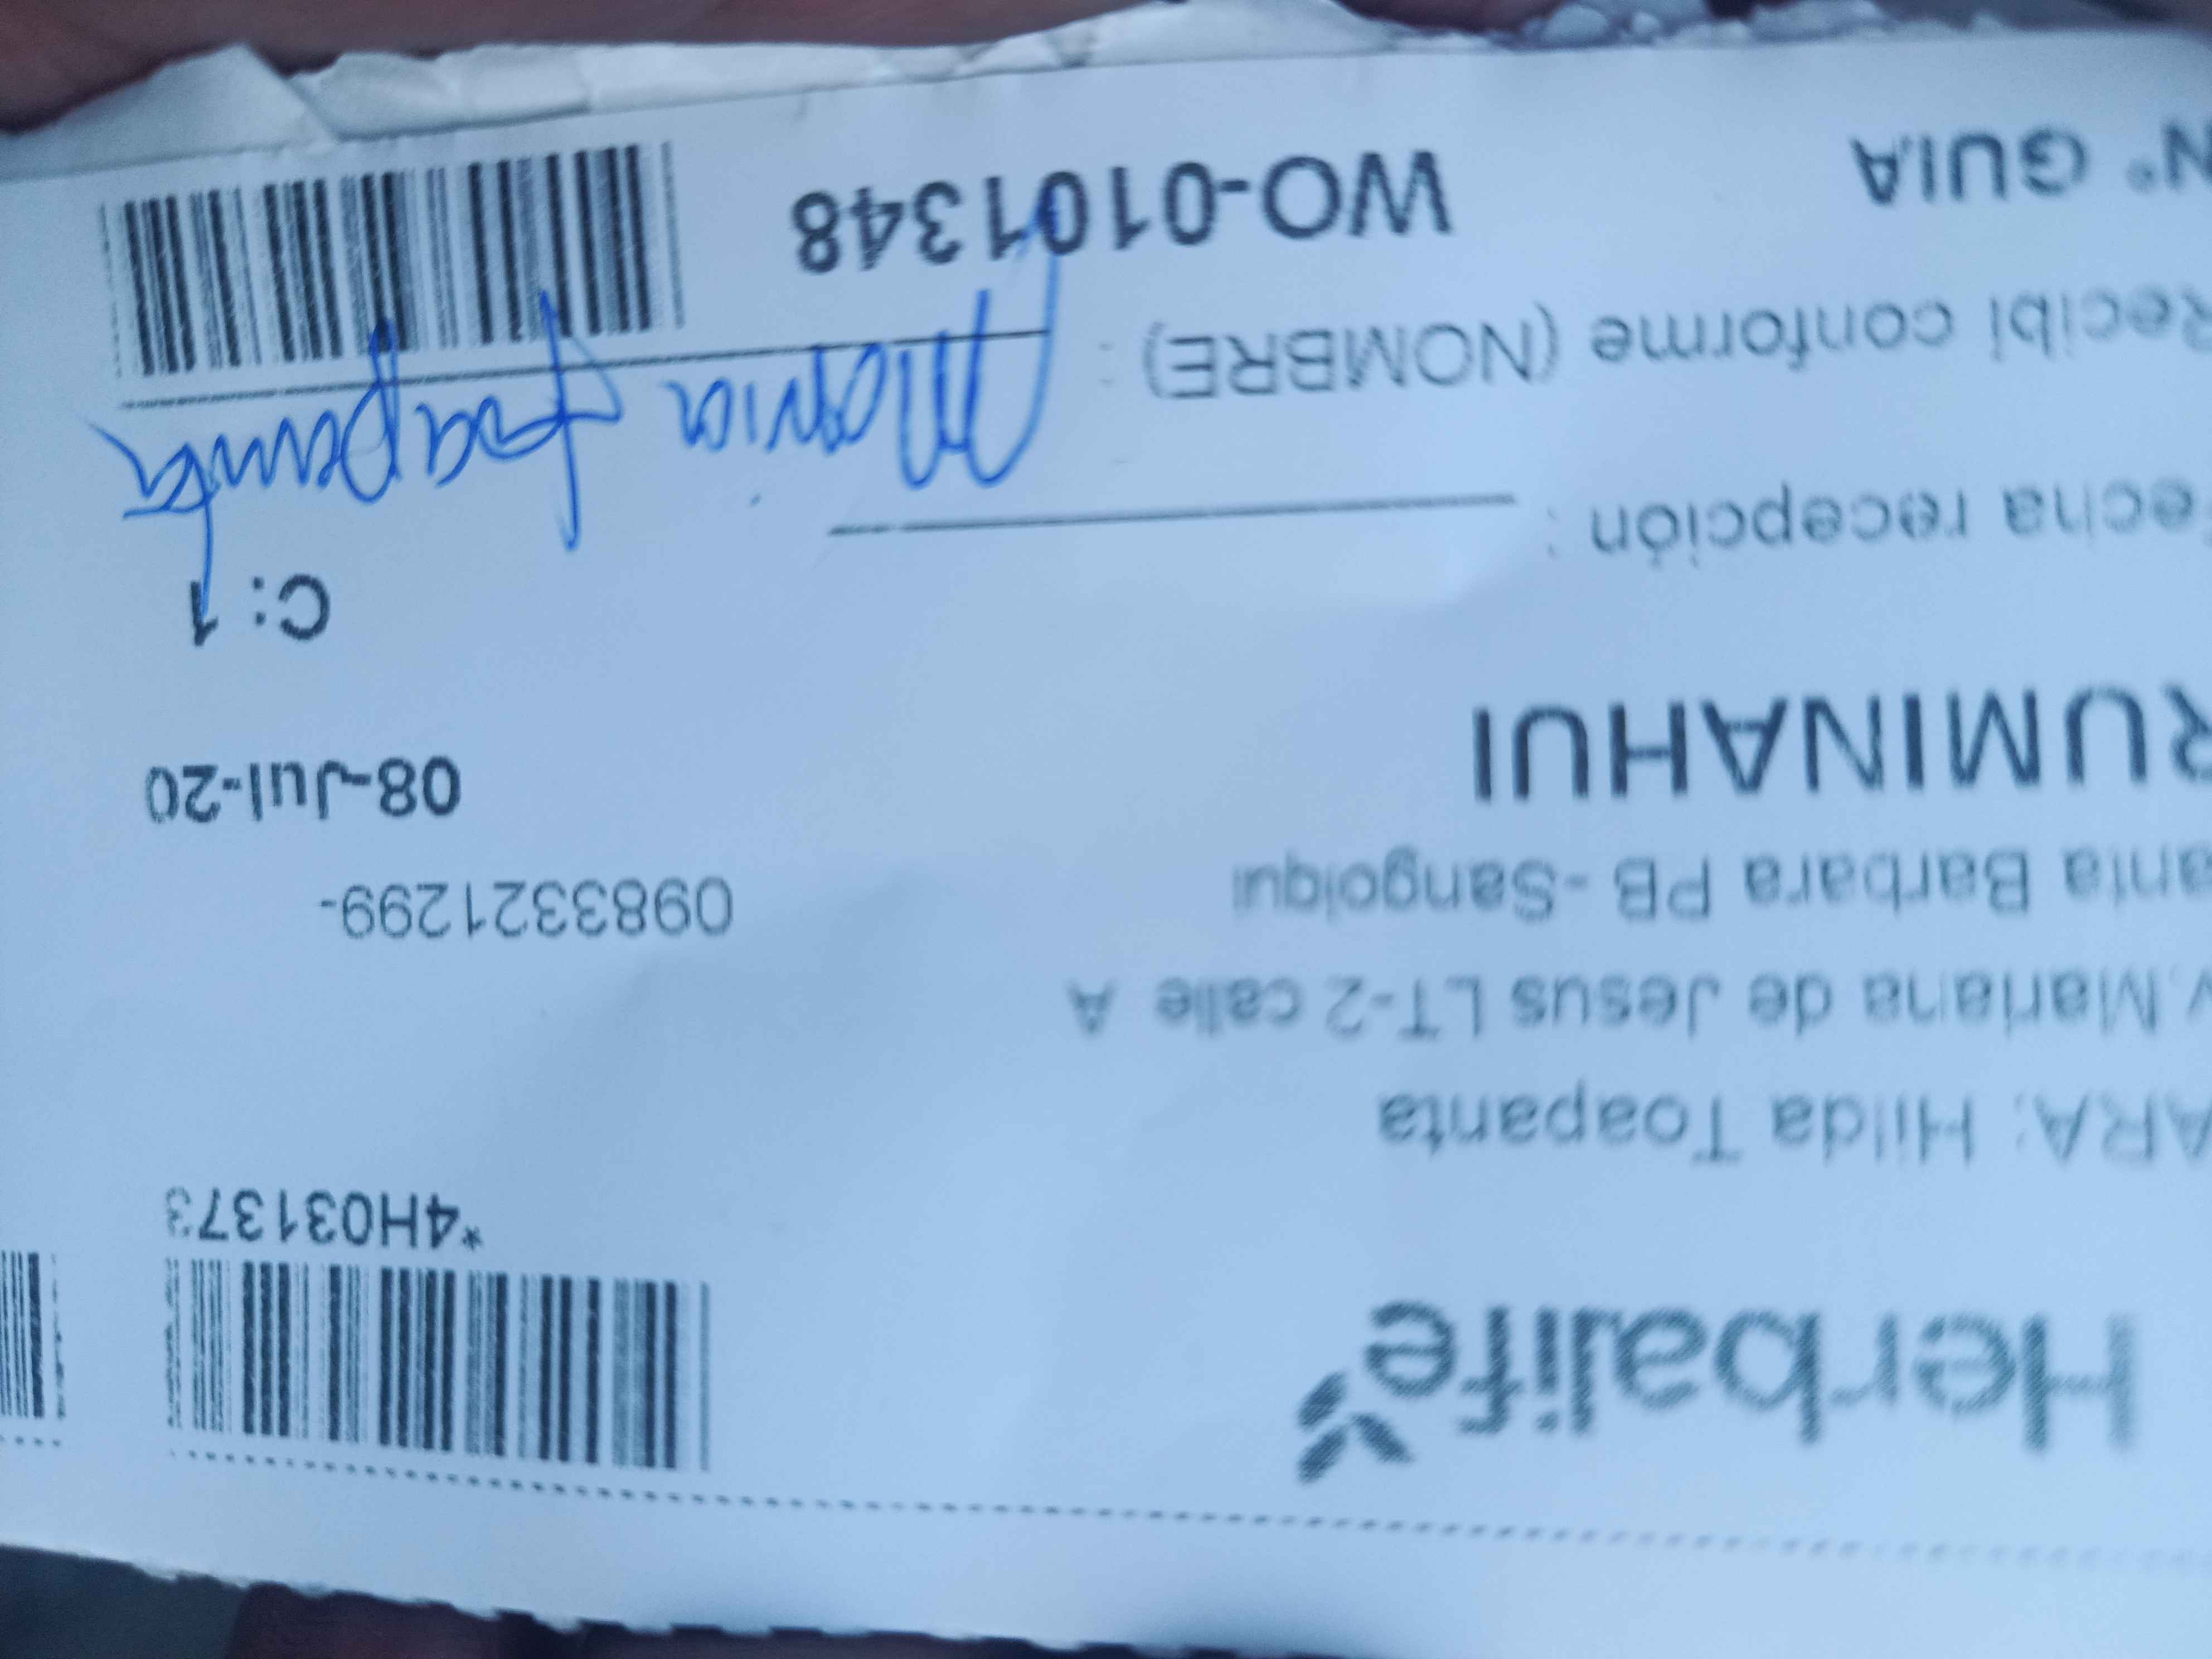 Herbalife
*4H031373
ARA: Hilda Toapanta
v.Mariana de Jesus LT-2 calle A
anta Barbara PB -Sangolqui
0983321299-
RUMINAHUI
08-Jul-20
C: 1
echa recepción :
Recibi conforme (NOMBRE) : Maria Toapanta
N° GUIA WO-0101348